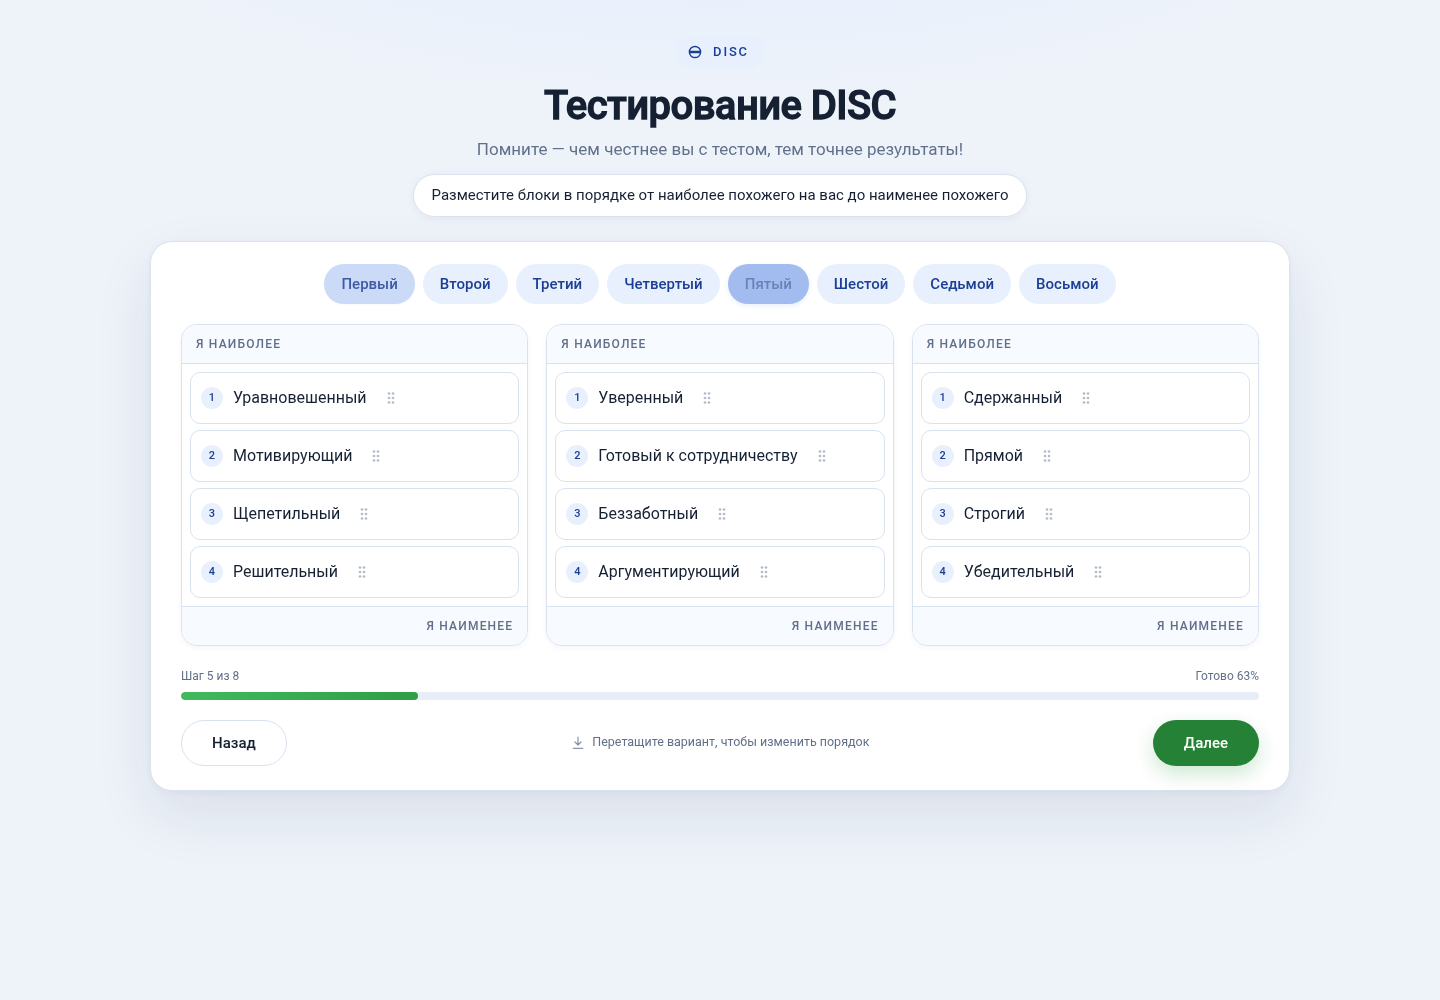 DISC
Тестирование DISC
Помните — чем честнее вы с тестом, тем точнее результаты!
Разместите блоки в порядке от наиболее похожего на вас до наименее похожего
Первый Второй Третий Четвертый Пятый Шестой Седьмой Восьмой
Я НАИБОЛЕЕ
1 Уравновешенный
2 Мотивирующий
3 Щепетильный
4 Решительный
Я НАИМЕНЕЕ
Я НАИБОЛЕЕ
1 Уверенный
2 Готовый к сотрудничеству
3 Беззаботный
4 Аргументирующий
Я НАИМЕНЕЕ
Я НАИБОЛЕЕ
1 Сдержанный
2 Прямой
3 Строгий
4 Убедительный
Я НАИМЕНЕЕ
Шаг 5 из 8 Готово 63%
Назад Перетащите вариант, чтобы изменить порядок Далее